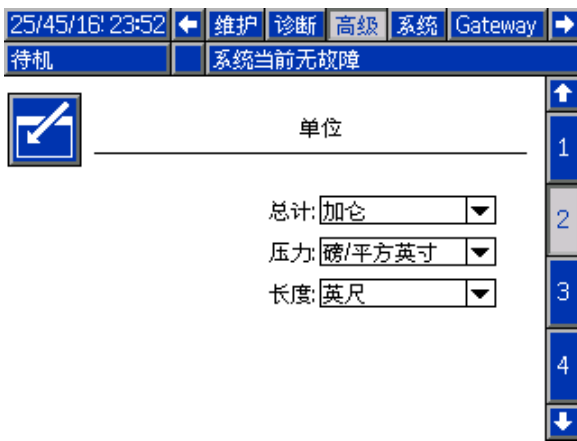 25/45/16 23:52 维护 诊断 高级 系统 Gateway
待机 系统当前无故障
单位
1
总计: 加仑
2
压力: 磅/平方英寸
长度: 英尺
3
4